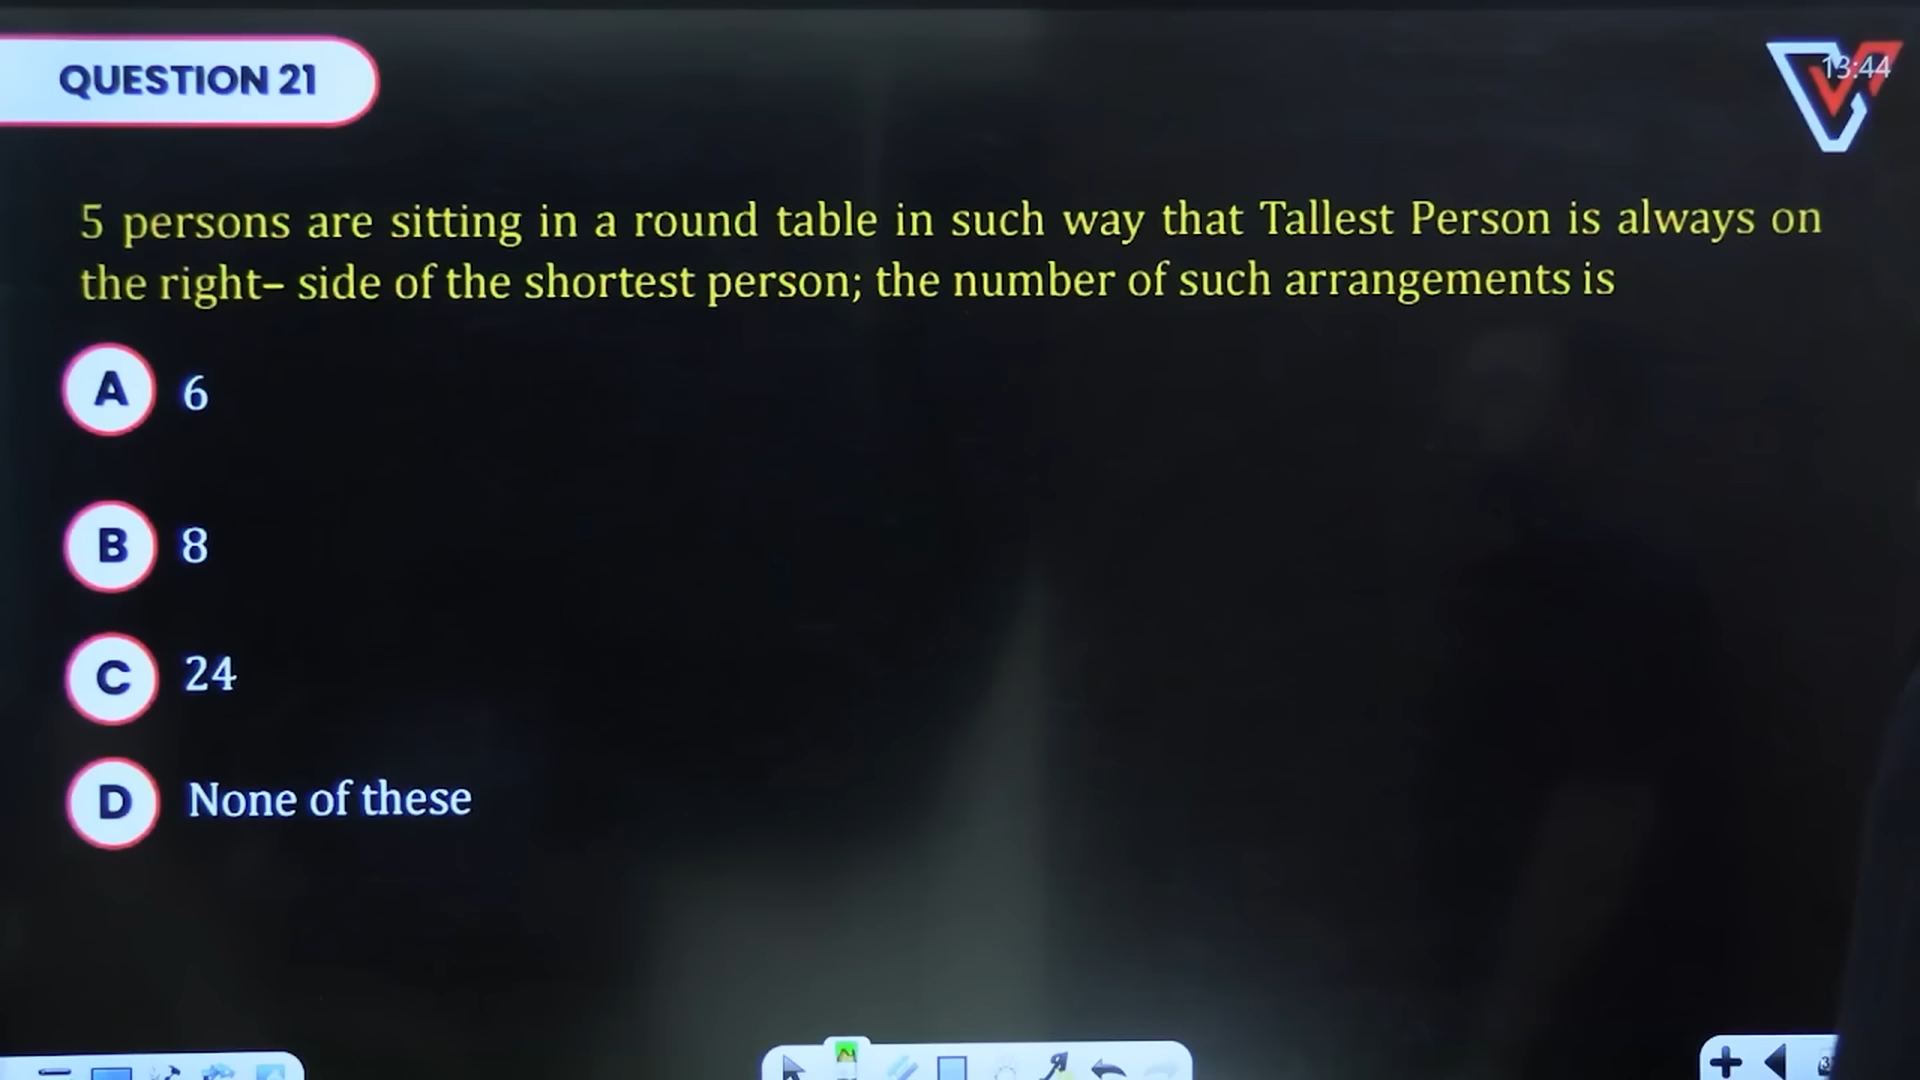 QUESTION 21
13:44
5 persons are sitting in a round table in such way that Tallest Person is always on
the right– side of the shortest person; the number of such arrangements is
A 6
B 8
C 24
D None of these